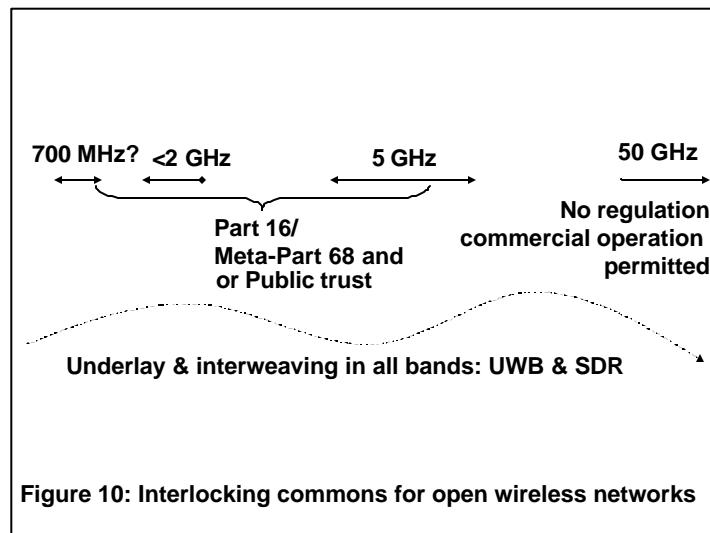 700 MHz?
<2 GHz
5 GHz
50 GHz
Part 16/
Meta-Part 68 and
or Public trust
No regulation
commercial operation
permitted
Underlay & interweaving in all bands: UWB & SDR
Figure 10: Interlocking commons for open wireless networks